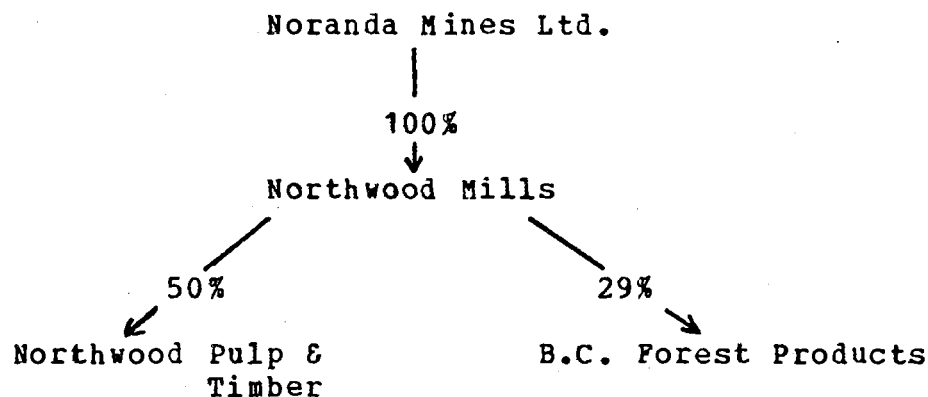 Noranda Mines Ltd.
100%
Northwood Mills
50% 29%
Northwood Pulp & B.C. Forest Products
Timber